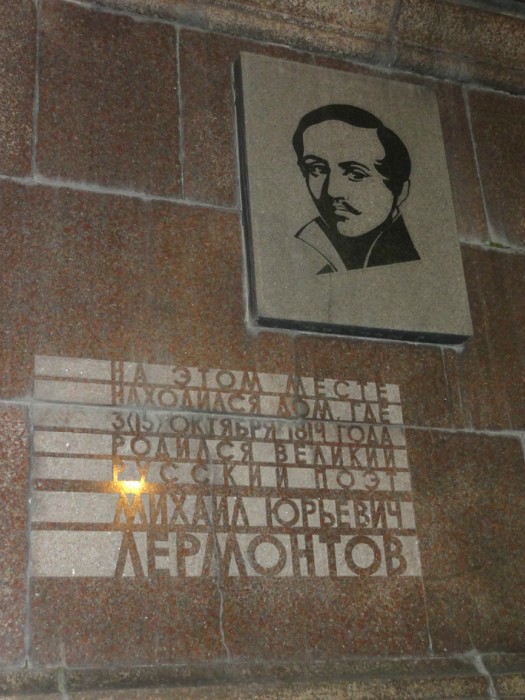 НА ЭТОМ МЕСТЕ
НАХОДИЛСЯ ДОМ, ГДЕ
3(15) ОКТЯБРЯ 1814 ГОДА
РОДИЛСЯ ВЕЛИКИЙ
РУССКИЙ ПОЭТ
МИХАИЛ ЮРЬЕВИЧ
ЛЕРМОНТОВ